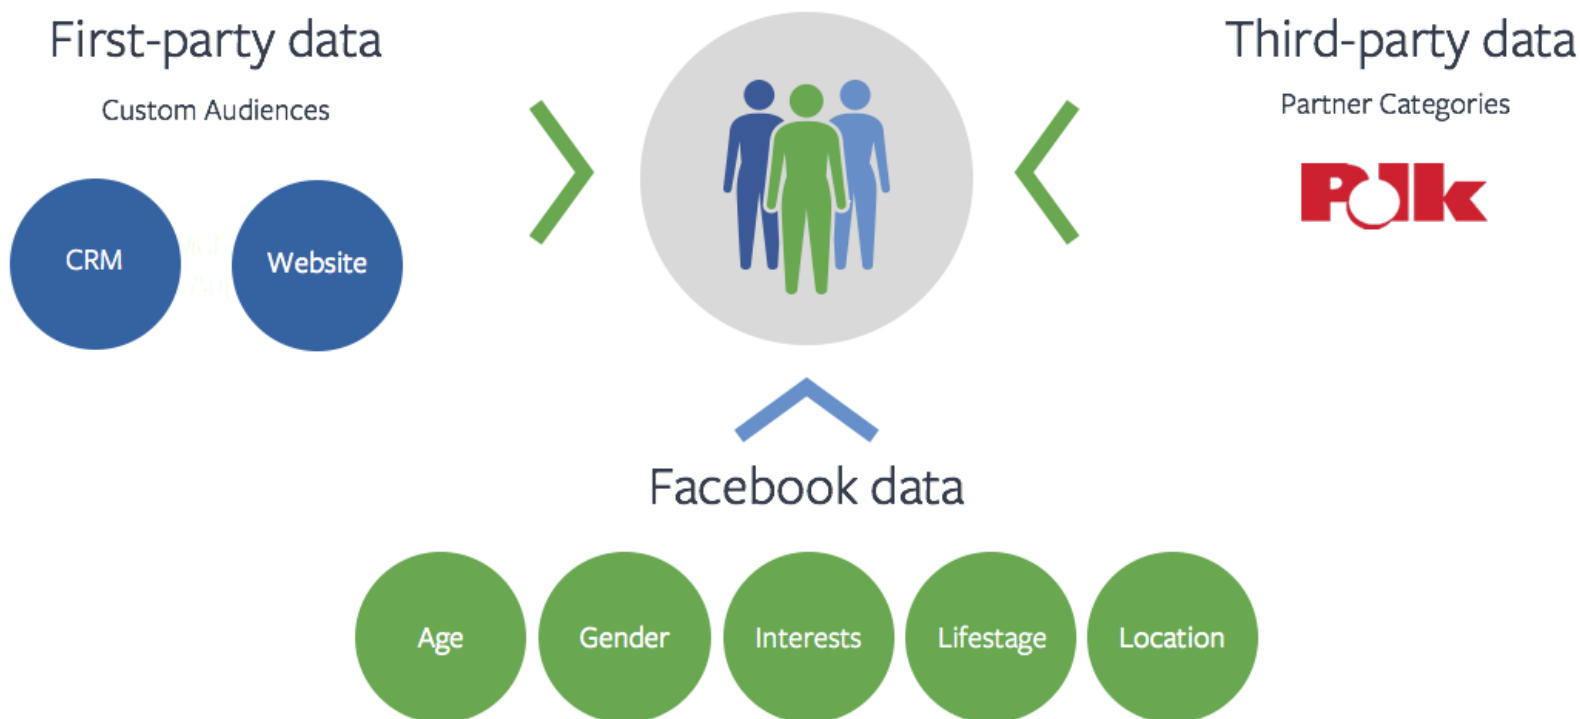 First-party data
Custom Audiences
CRM
Website
Third-party data
Partner Categories
Polk
Facebook data
Age
Gender
Interests
Lifestage
Location